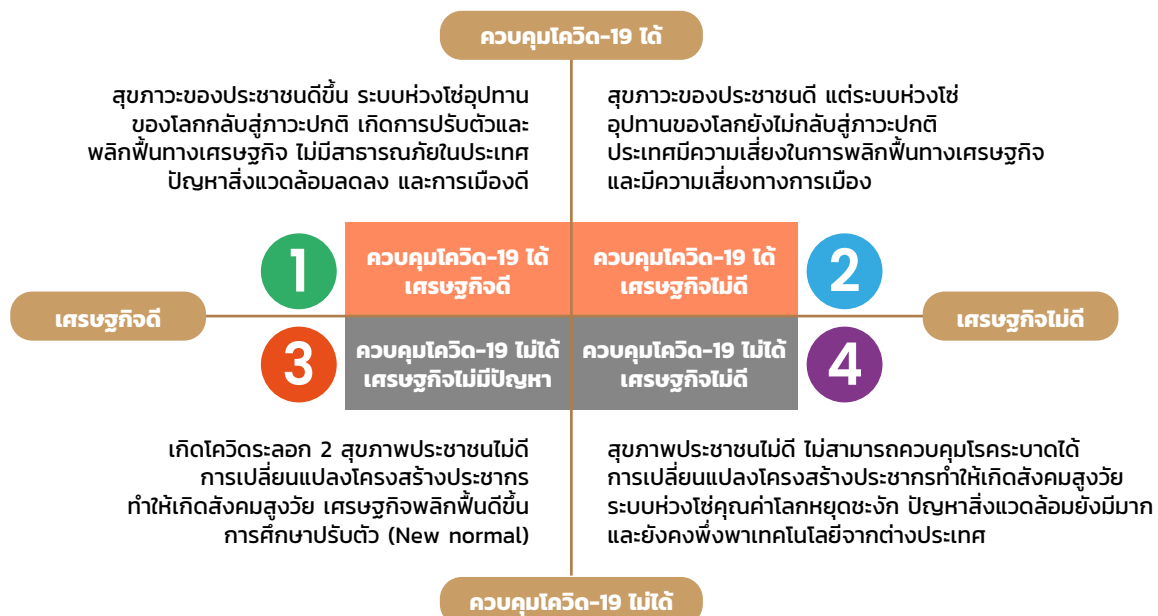 ควบคุมโควิด-19 ได้
สุขภาวะของประชาชนดีขึ้น ระบบห่วงโซ่อุปทาน
ของโลกกลับสู่ภาวะปกติ เกิดการปรับตัวและ
พลิกฟื้นทางเศรษฐกิจ ไม่มีสาธารณภัยในประเทศ
ปัญหาสิ่งแวดล้อมลดลง และการเมืองดี
สุขภาวะของประชาชนดี แต่ระบบห่วงโซ่
อุปทานของโลกยังไม่กลับสู่ภาวะปกติ
ประเทศมีความเสี่ยงในการพลิกฟื้นทางเศรษฐกิจ
และมีความเสี่ยงทางการเมือง
1
ควบคุมโควิด-19 ได้
เศรษฐกิจดี
ควบคุมโควิด-19 ได้
เศรษฐกิจไม่ดี
2
เศรษฐกิจดี
เศรษฐกิจไม่ดี
3
ควบคุมโควิด-19 ไม่ได้
เศรษฐกิจไม่มีปัญหา
ควบคุมโควิด-19 ไม่ได้
เศรษฐกิจไม่ดี
4
เกิดโควิดระลอก 2 สุขภาพประชาชนไม่ดี
การเปลี่ยนแปลงโครงสร้างประชากร
ทำให้เกิดสังคมสูงวัย เศรษฐกิจพลิกฟื้นดีขึ้น
การศึกษาปรับตัว (New normal)
สุขภาพประชาชนไม่ดี ไม่สามารถควบคุมโรคระบาดได้
การเปลี่ยนแปลงโครงสร้างประชากรทำให้เกิดสังคมสูงวัย
ระบบห่วงโซ่คุณค่าโลกหยุดชะงัก ปัญหาสิ่งแวดล้อมยังมีมาก
และยังคงพึ่งพาเทคโนโลยีจากต่างประเทศ
ควบคุมโควิด-19 ไม่ได้